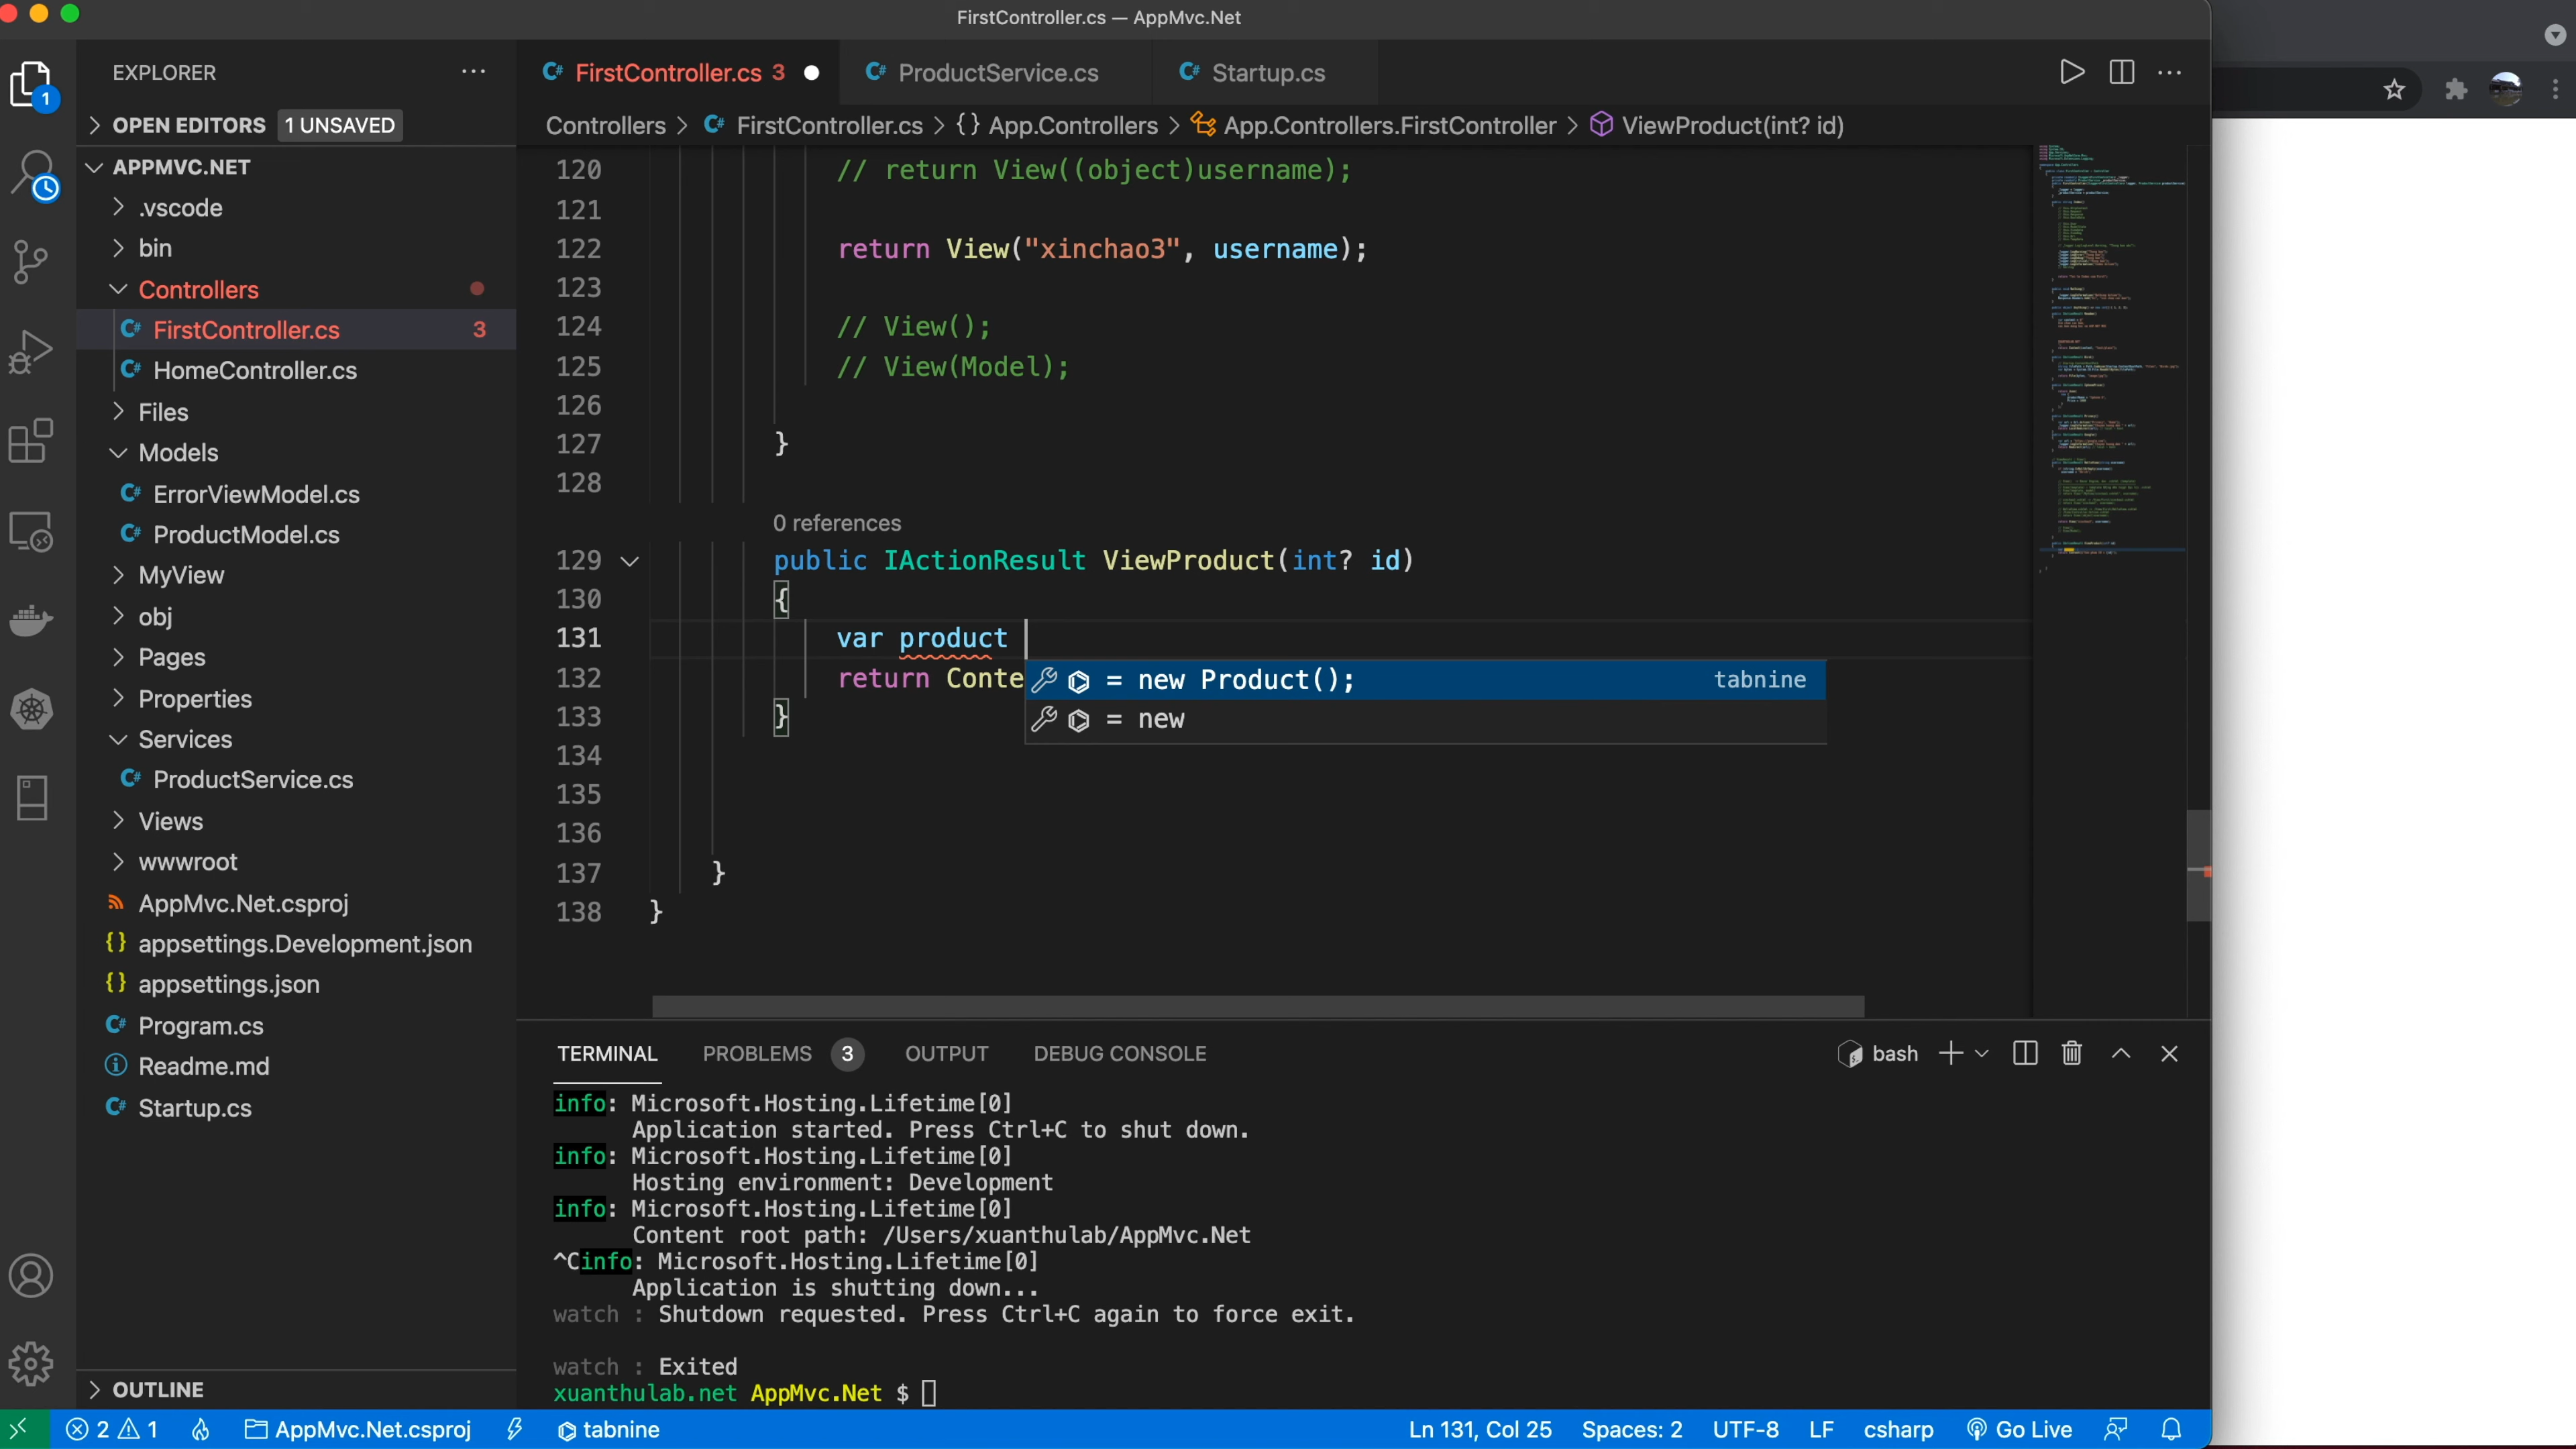 FirstController.cs — AppMvc.Net
EXPLORER
FirstController.cs 3
ProductService.cs
Startup.cs
OPEN EDITORS 1 UNSAVED
Controllers > FirstController.cs > {} App.Controllers > App.Controllers.FirstController > ViewProduct(int? id)
1
APPMVC.NET
.vscode
bin
Controllers
FirstController.cs 3
HomeController.cs
Files
Models
ErrorViewModel.cs
ProductModel.cs
MyView
obj
Pages
Properties
Services
ProductService.cs
Views
wwwroot
AppMvc.Net.csproj
{} appsettings.Development.json
{} appsettings.json
Program.cs
Readme.md
Startup.cs
OUTLINE
120 // return View((object)username);
121
122 return View("xinchao3", username);
123
124 // View();
125 // View(Model);
126
127 }
128
0 references
129 public IActionResult ViewProduct(int? id)
130 {
131 var product
132 return Conte
= new Product(); tabnine
= new
133 }
134
135
136
137 }
138 }
TERMINAL PROBLEMS 3 OUTPUT DEBUG CONSOLE
bash
info: Microsoft.Hosting.Lifetime[0]
Application started. Press Ctrl+C to shut down.
info: Microsoft.Hosting.Lifetime[0]
Hosting environment: Development
info: Microsoft.Hosting.Lifetime[0]
Content root path: /Users/xuanthulab/AppMvc.Net
^Cinfo: Microsoft.Hosting.Lifetime[0]
Application is shutting down...
watch : Shutdown requested. Press Ctrl+C again to force exit.
watch : Exited
xuanthulab.net AppMvc.Net $
2 1 AppMvc.Net.csproj tabnine Ln 131, Col 25 Spaces: 2 UTF-8 LF csharp Go Live